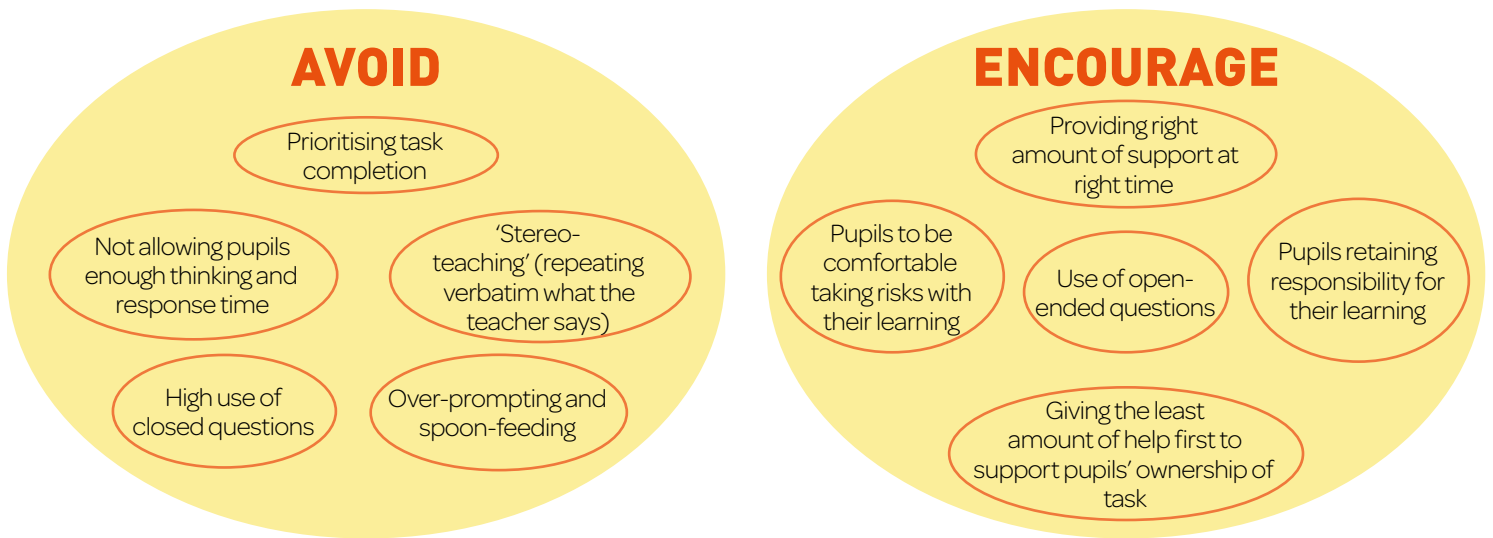 AVOID
Prioritising task
completion
Not allowing pupils
enough thinking and
response time
'Stereo-
teaching' (repeating
verbatim what the
teacher says)
High use of
closed questions
Over-prompting and
spoon-feeding
ENCOURAGE
Providing right
amount of support at
right time
Pupils to be
comfortable
taking risks with
their learning
Use of open-
ended questions
Pupils retaining
responsibility for
their learning
Giving the least
amount of help first to
support pupils' ownership of
task